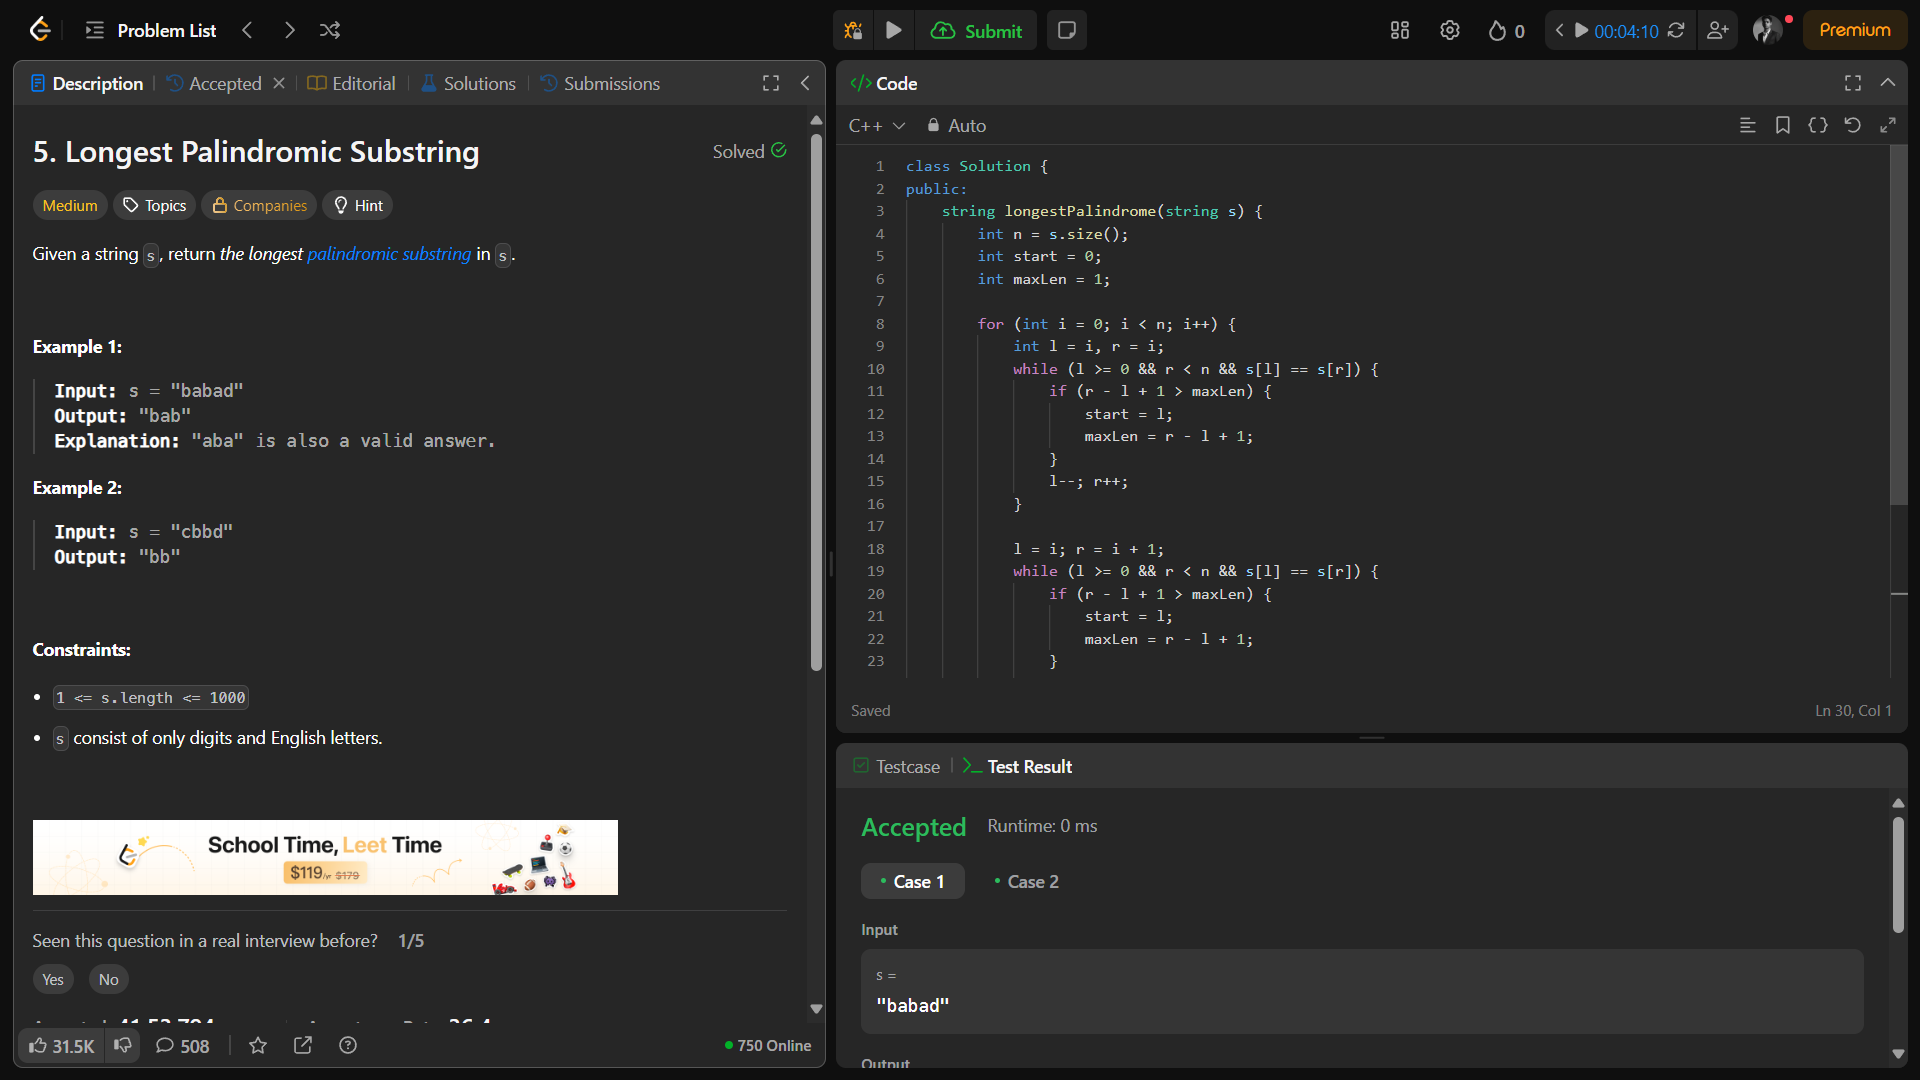 Problem List
Submit
0
00:04:10
Premium
Description
Accepted
Editorial
Solutions
Submissions
5. Longest Palindromic Substring
Solved
Medium
Topics
Companies
Hint
Given a string s, return the longest palindromic substring in s.
Example 1:
Input: s = "babad"
Output: "bab"
Explanation: "aba" is also a valid answer.
Example 2:
Input: s = "cbbd"
Output: "bb"
Constraints:
1 <= s.length <= 1000
s consist of only digits and English letters.
School Time, Leet Time
$119/yr $179
Seen this question in a real interview before? 1/5
Yes
No
31.5K
508
750 Online
</> Code
C++
Auto
1 class Solution {
2 public:
3 string longestPalindrome(string s) {
4 int n = s.size();
5 int start = 0;
6 int maxLen = 1;
7
8 for (int i = 0; i < n; i++) {
9 int l = i, r = i;
10 while (l >= 0 && r < n && s[l] == s[r]) {
11 if (r - l + 1 > maxLen) {
12 start = l;
13 maxLen = r - l + 1;
14 }
15 l--; r++;
16 }
17
18 l = i; r = i + 1;
19 while (l >= 0 && r < n && s[l] == s[r]) {
20 if (r - l + 1 > maxLen) {
21 start = l;
22 maxLen = r - l + 1;
23 }
Saved
Ln 30, Col 1
Testcase
Test Result
Accepted
Runtime: 0 ms
Case 1
Case 2
Input
s =
"babad"
Output